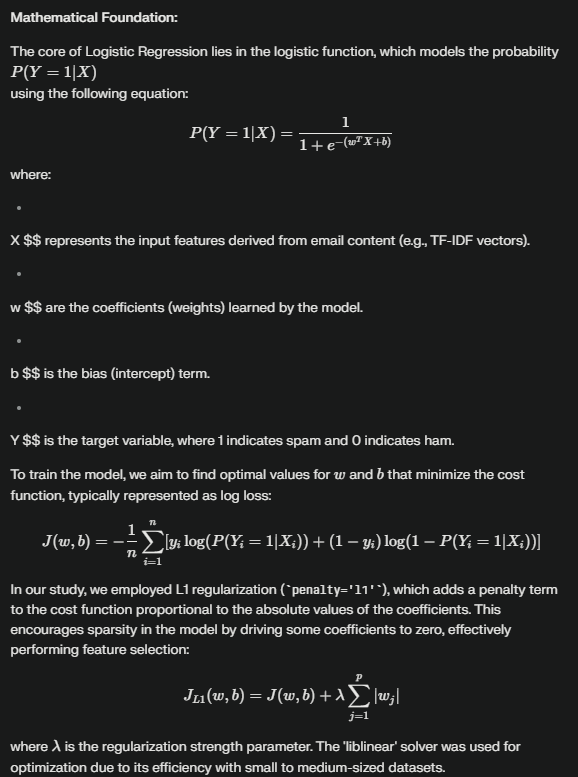 Mathematical Foundation:
The core of Logistic Regression lies in the logistic function, which models the probability
P(Y = 1|X)
using the following equation:
P(Y = 1|X) = \frac{1}{1 + e^{-(w^T X+b)}}
where:
•
X $$ represents the input features derived from email content (e.g., TF-IDF vectors).
•
w $$ are the coefficients (weights) learned by the model.
•
b $$ is the bias (intercept) term.
•
Y $$ is the target variable, where 1 indicates spam and 0 indicates ham.
To train the model, we aim to find optimal values for w and b that minimize the cost
function, typically represented as log loss:
J(w, b) = -\frac{1}{n} \sum_{i=1}^{n} [y_i \log(P(Y_i = 1|X_i)) + (1 - y_i) \log(1 - P(Y_i = 1|X_i))]
In our study, we employed L1 regularization (`penalty='l1'`), which adds a penalty term
to the cost function proportional to the absolute values of the coefficients. This
encourages sparsity in the model by driving some coefficients to zero, effectively
performing feature selection:
J_{L1}(w, b) = J(w, b) + λ \sum_{j=1}^{p} |w_j|
where λ is the regularization strength parameter. The 'liblinear' solver was used for
optimization due to its efficiency with small to medium-sized datasets.